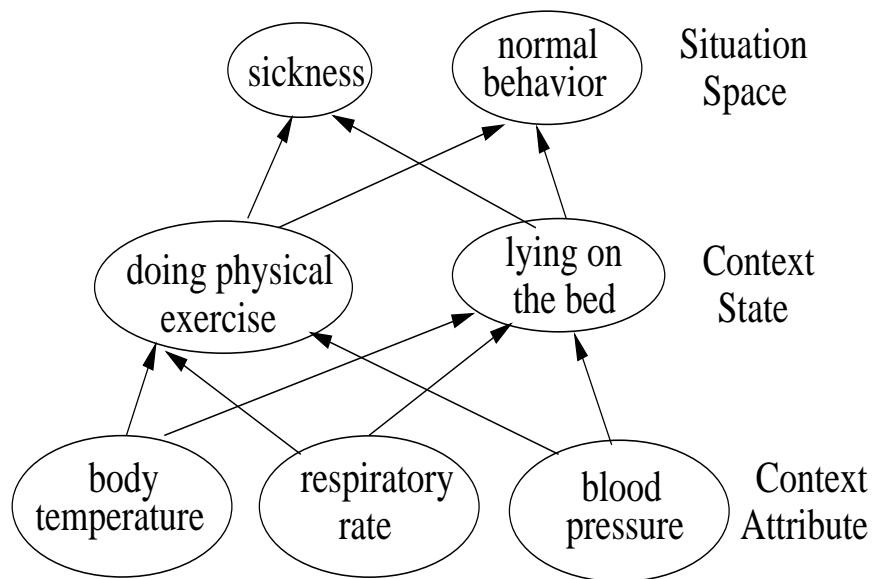 sickness
normal
behavior
Situation
Space
doing physical
exercise
lying on
the bed
Context
State
body
temperature
respiratory
rate
blood
pressure
Context
Attribute